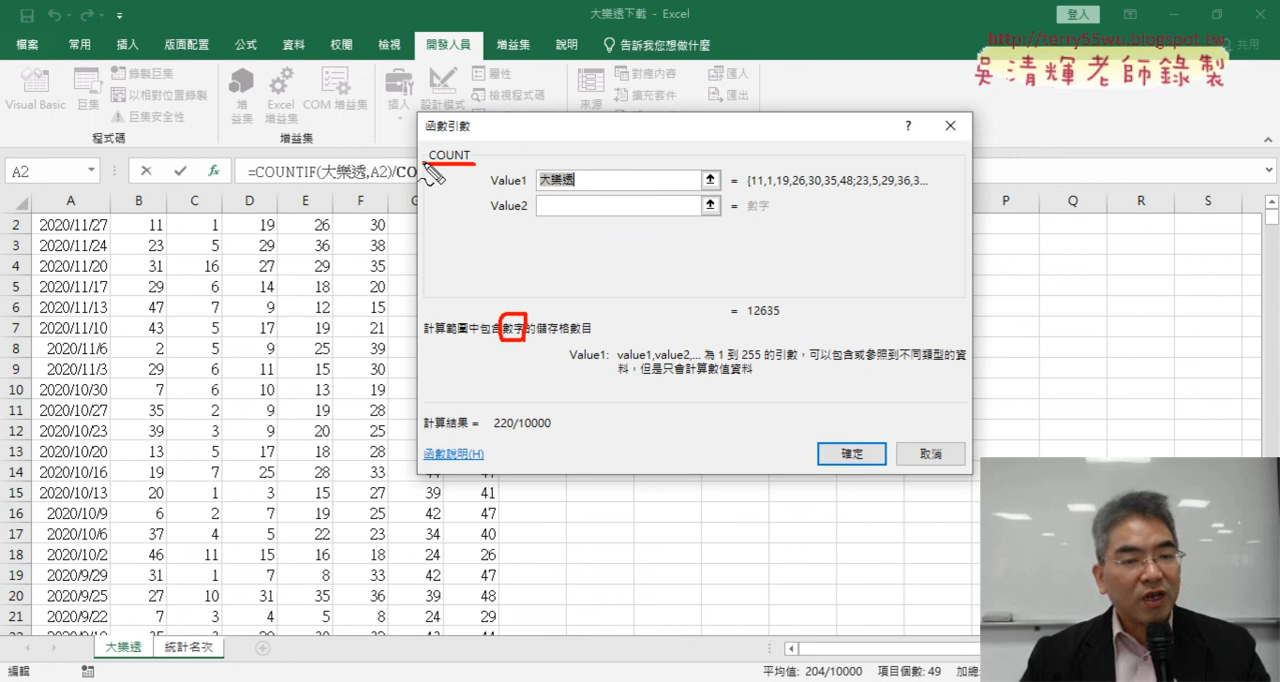 大樂透下載 - Excel
登入
檔案 常用 插入 版面配置 公式 資料 校閱 檢視 開發人員 增益集 說明 告訴我您想做什麼 共用
http://terry55wu.blogspot.tw
吳清輝老師錄製
Visual Basic 巨集 錄製巨集 以相對位置錄製 巨集安全性 程式碼
增益集 Excel 增益集 COM 增益集 增益集
插入 設計模式 屬性 檢視程式碼
來源 對應內容 擴充套件 匯入 匯出
A2 =COUNTIF(大樂透,A2)/CO
函數引數 ?
COUNT
Value1 大樂透 = {11,1,19,26,30,35,48;23,5,29,36,3...
Value2 = 數字
= 12635
計算範圍中包含數字的儲存格數目
Value1: value1,value2,... 為 1 到 255 的引數，可以包含或參照到不同類型的資
料，但是只會計算數值資料
計算結果 = 220/10000
函數說明(H) 確定 取消
A B C D E F P Q R S
2 2020/11/27 11 1 19 26 30
3 2020/11/24 23 5 29 36 38
4 2020/11/20 31 16 27 29 35
5 2020/11/17 29 6 14 18 20
6 2020/11/13 47 7 9 12 15
7 2020/11/10 43 5 17 19 21
8 2020/11/6 2 5 9 25 39
9 2020/11/3 29 6 11 15 30
10 2020/10/30 7 6 10 13 19
11 2020/10/27 35 2 9 19 28
12 2020/10/23 39 3 9 20 25
13 2020/10/20 13 5 17 18 28
14 2020/10/16 19 7 25 28 33
15 2020/10/13 20 1 3 15 27 39 41
16 2020/10/9 6 2 7 19 25 42 47
17 2020/10/6 37 4 5 22 23 34 40
18 2020/10/2 46 11 15 16 18 24 26
19 2020/9/29 31 1 7 8 33 42 47
20 2020/9/25 27 10 31 35 36 39 48
21 2020/9/22 7 3 4 5 8 24 29
大樂透 統計名次
編輯 平均值: 204/10000 項目個數: 49 加總